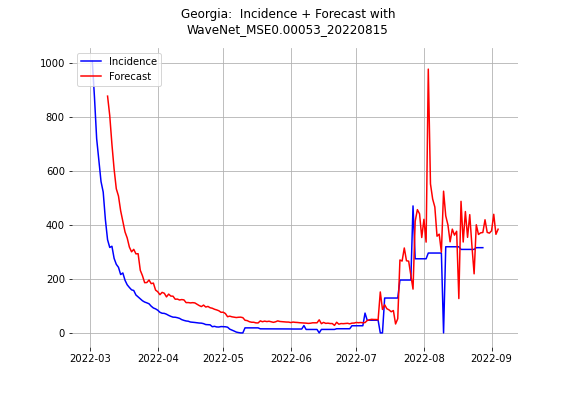 Georgia:  Incidence + Forecast with
WaveNet_MSE0.00053_20220815
Incidence
Forecast
1000
800
600
400
200
0
2022-03 2022-04 2022-05 2022-06 2022-07 2022-08 2022-09